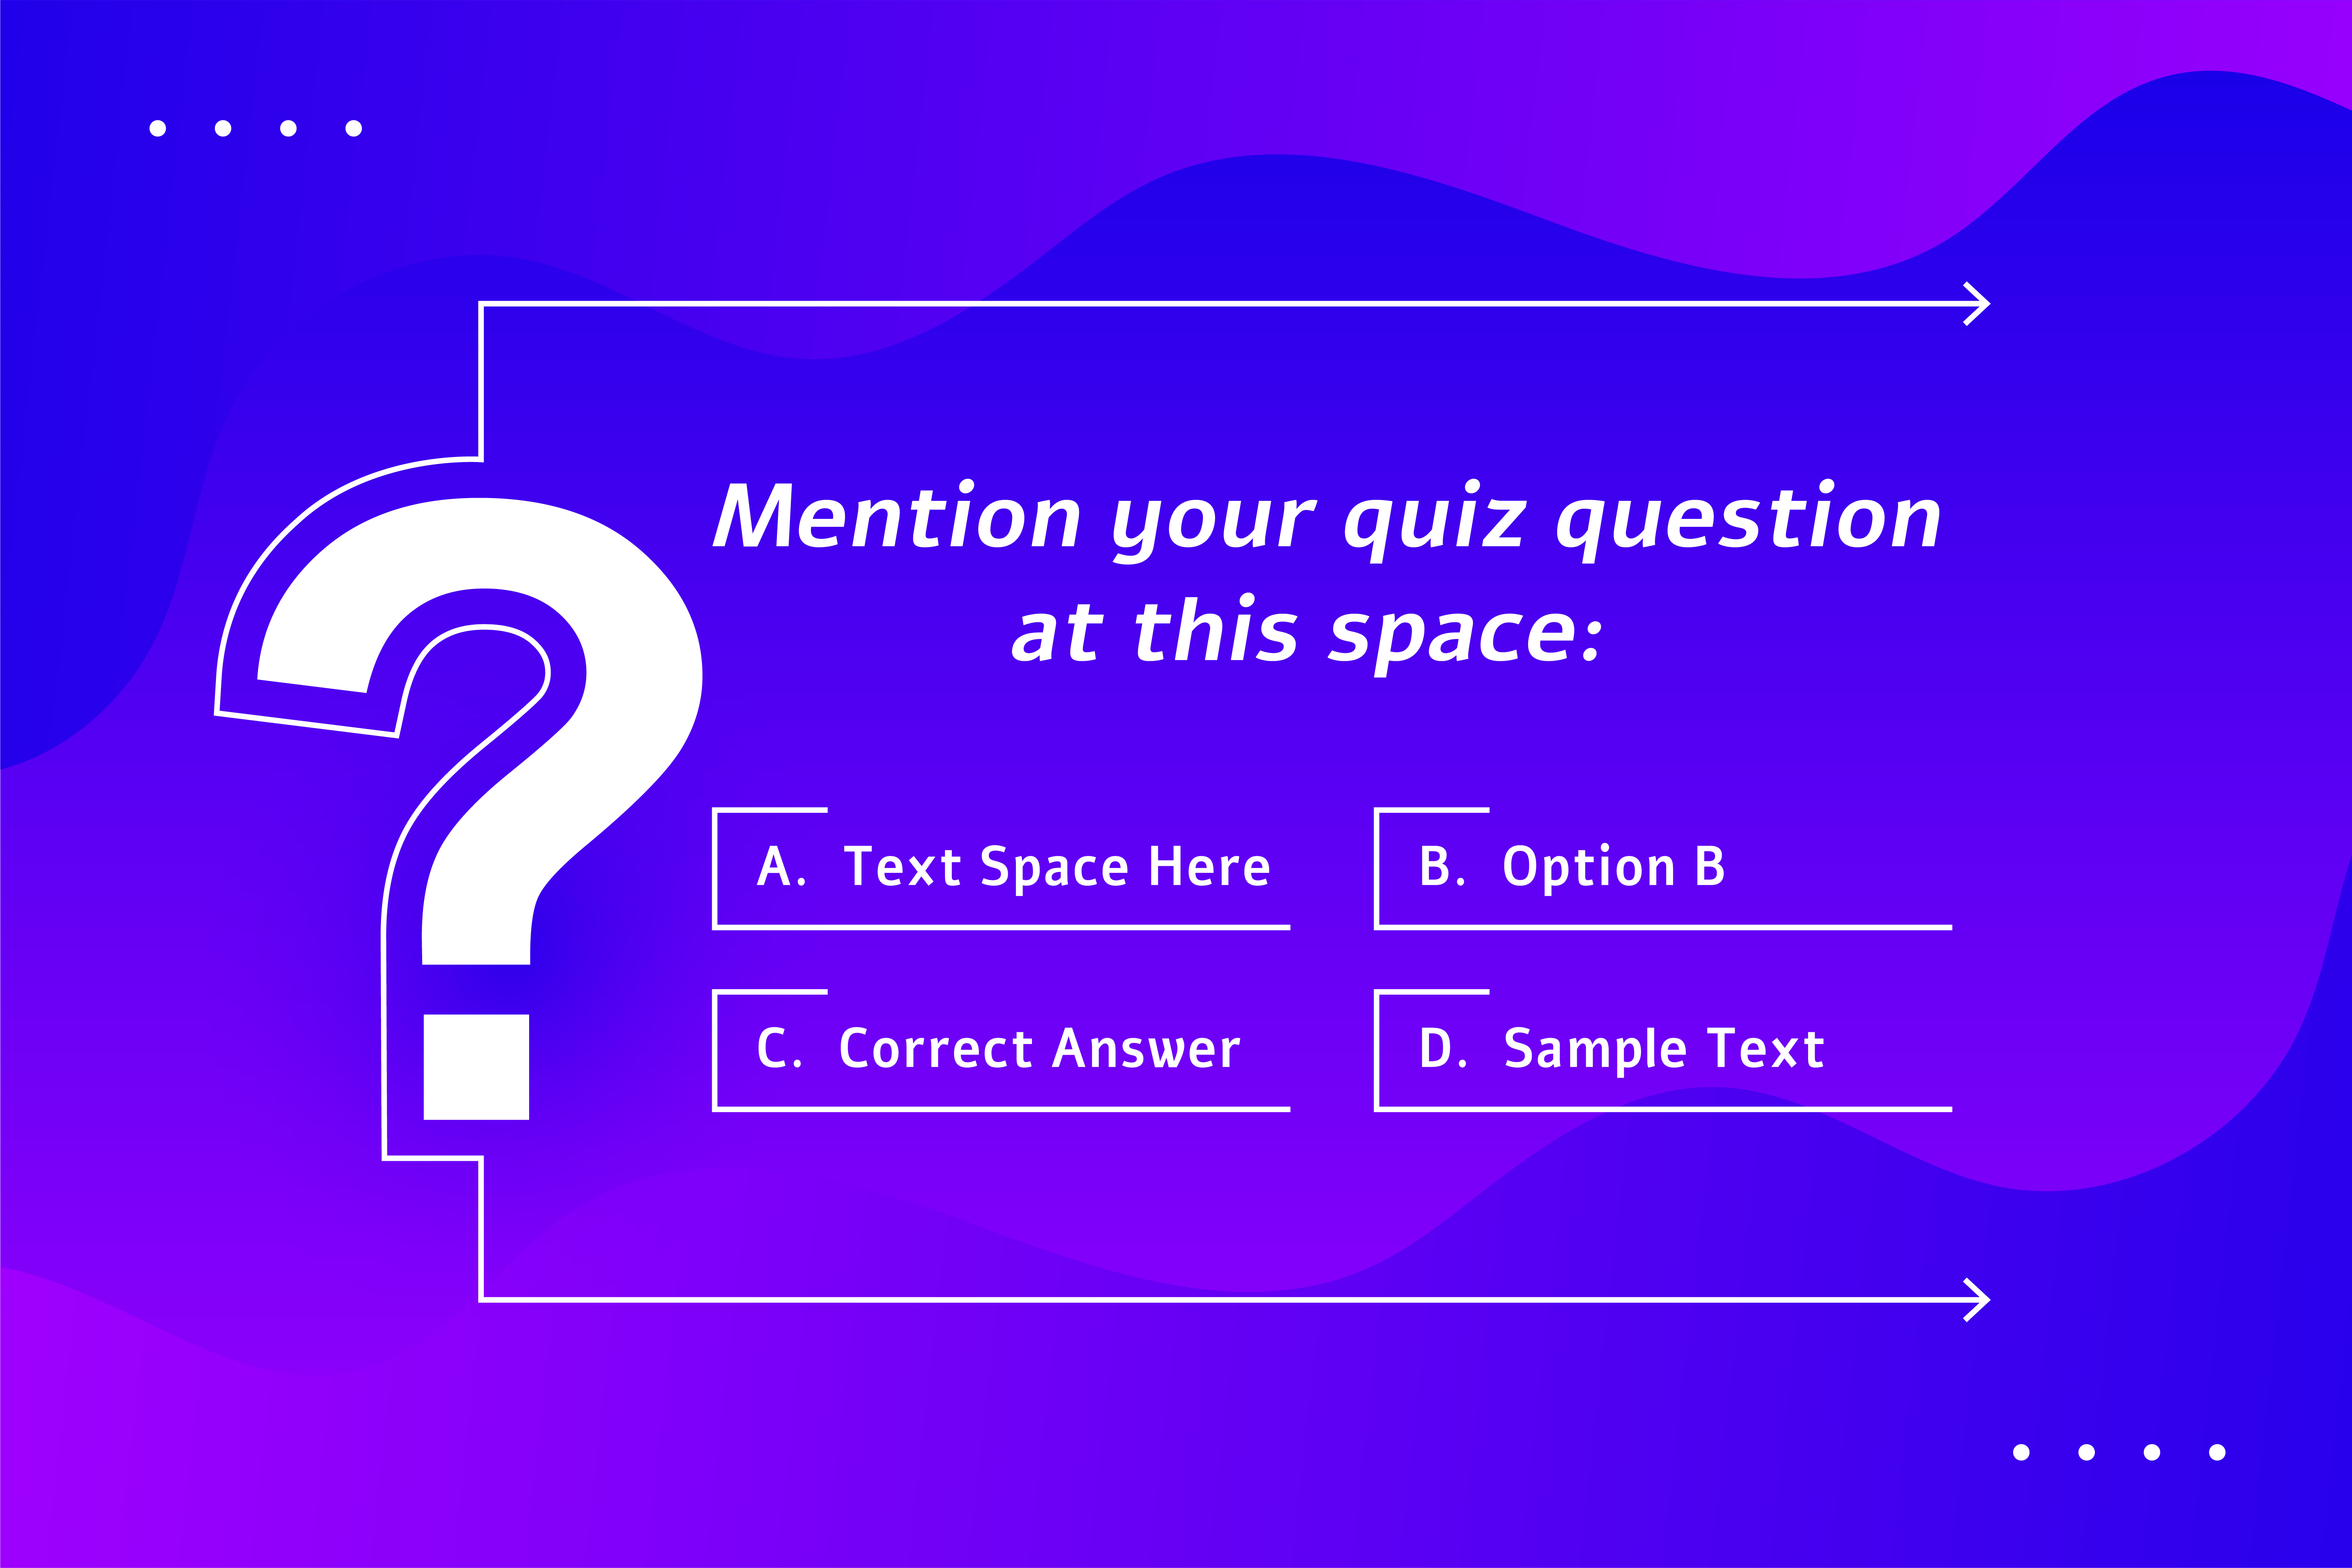 ?
Mention your quiz question
at this space:
A. Text Space Here
B. Option B
C. Correct Answer
D. Sample Text